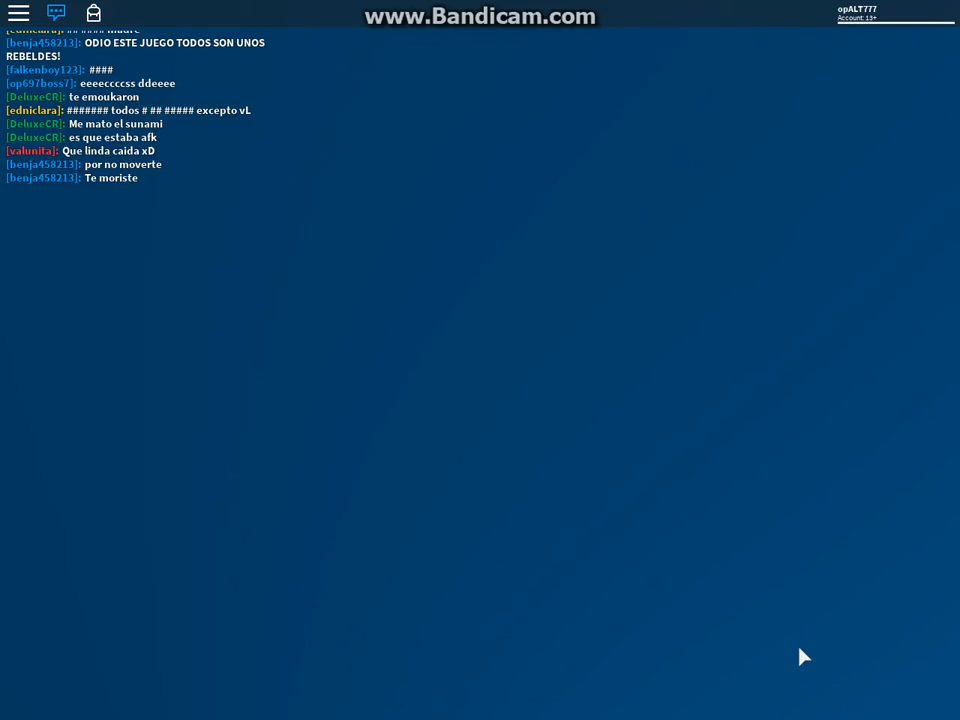 www.Bandicam.com
opALT777
Account: 13+
[edniclara]: ## #### madre
[benja458213]: ODIO ESTE JUEGO TODOS SON UNOS
REBELDES!
[falkenboy123]: ####
[op697boss7]: eeeeccccss ddeeee
[DeluxeCR]: te emoukaron
[edniclara]: ####### todos # ## ##### excepto vL
[DeluxeCR]: Me mato el sunami
[DeluxeCR]: es que estaba afk
[valunita]: Que linda caida xD
[benja458213]: por no moverte
[benja458213]: Te moriste